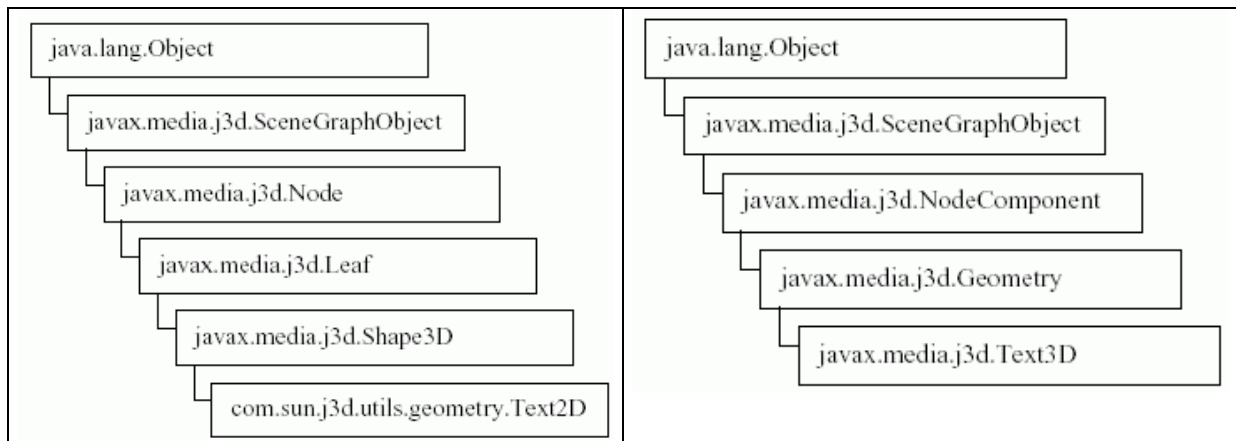 java.lang.Object
javax.media.j3d.SceneGraphObject
javax.media.j3d.Node
javax.media.j3d.Leaf
javax.media.j3d.Shape3D
com.sun.j3d.utils.geometry.Text2D
java.lang.Object
javax.media.j3d.SceneGraphObject
javax.media.j3d.NodeComponent
javax.media.j3d.Geometry
javax.media.j3d.Text3D